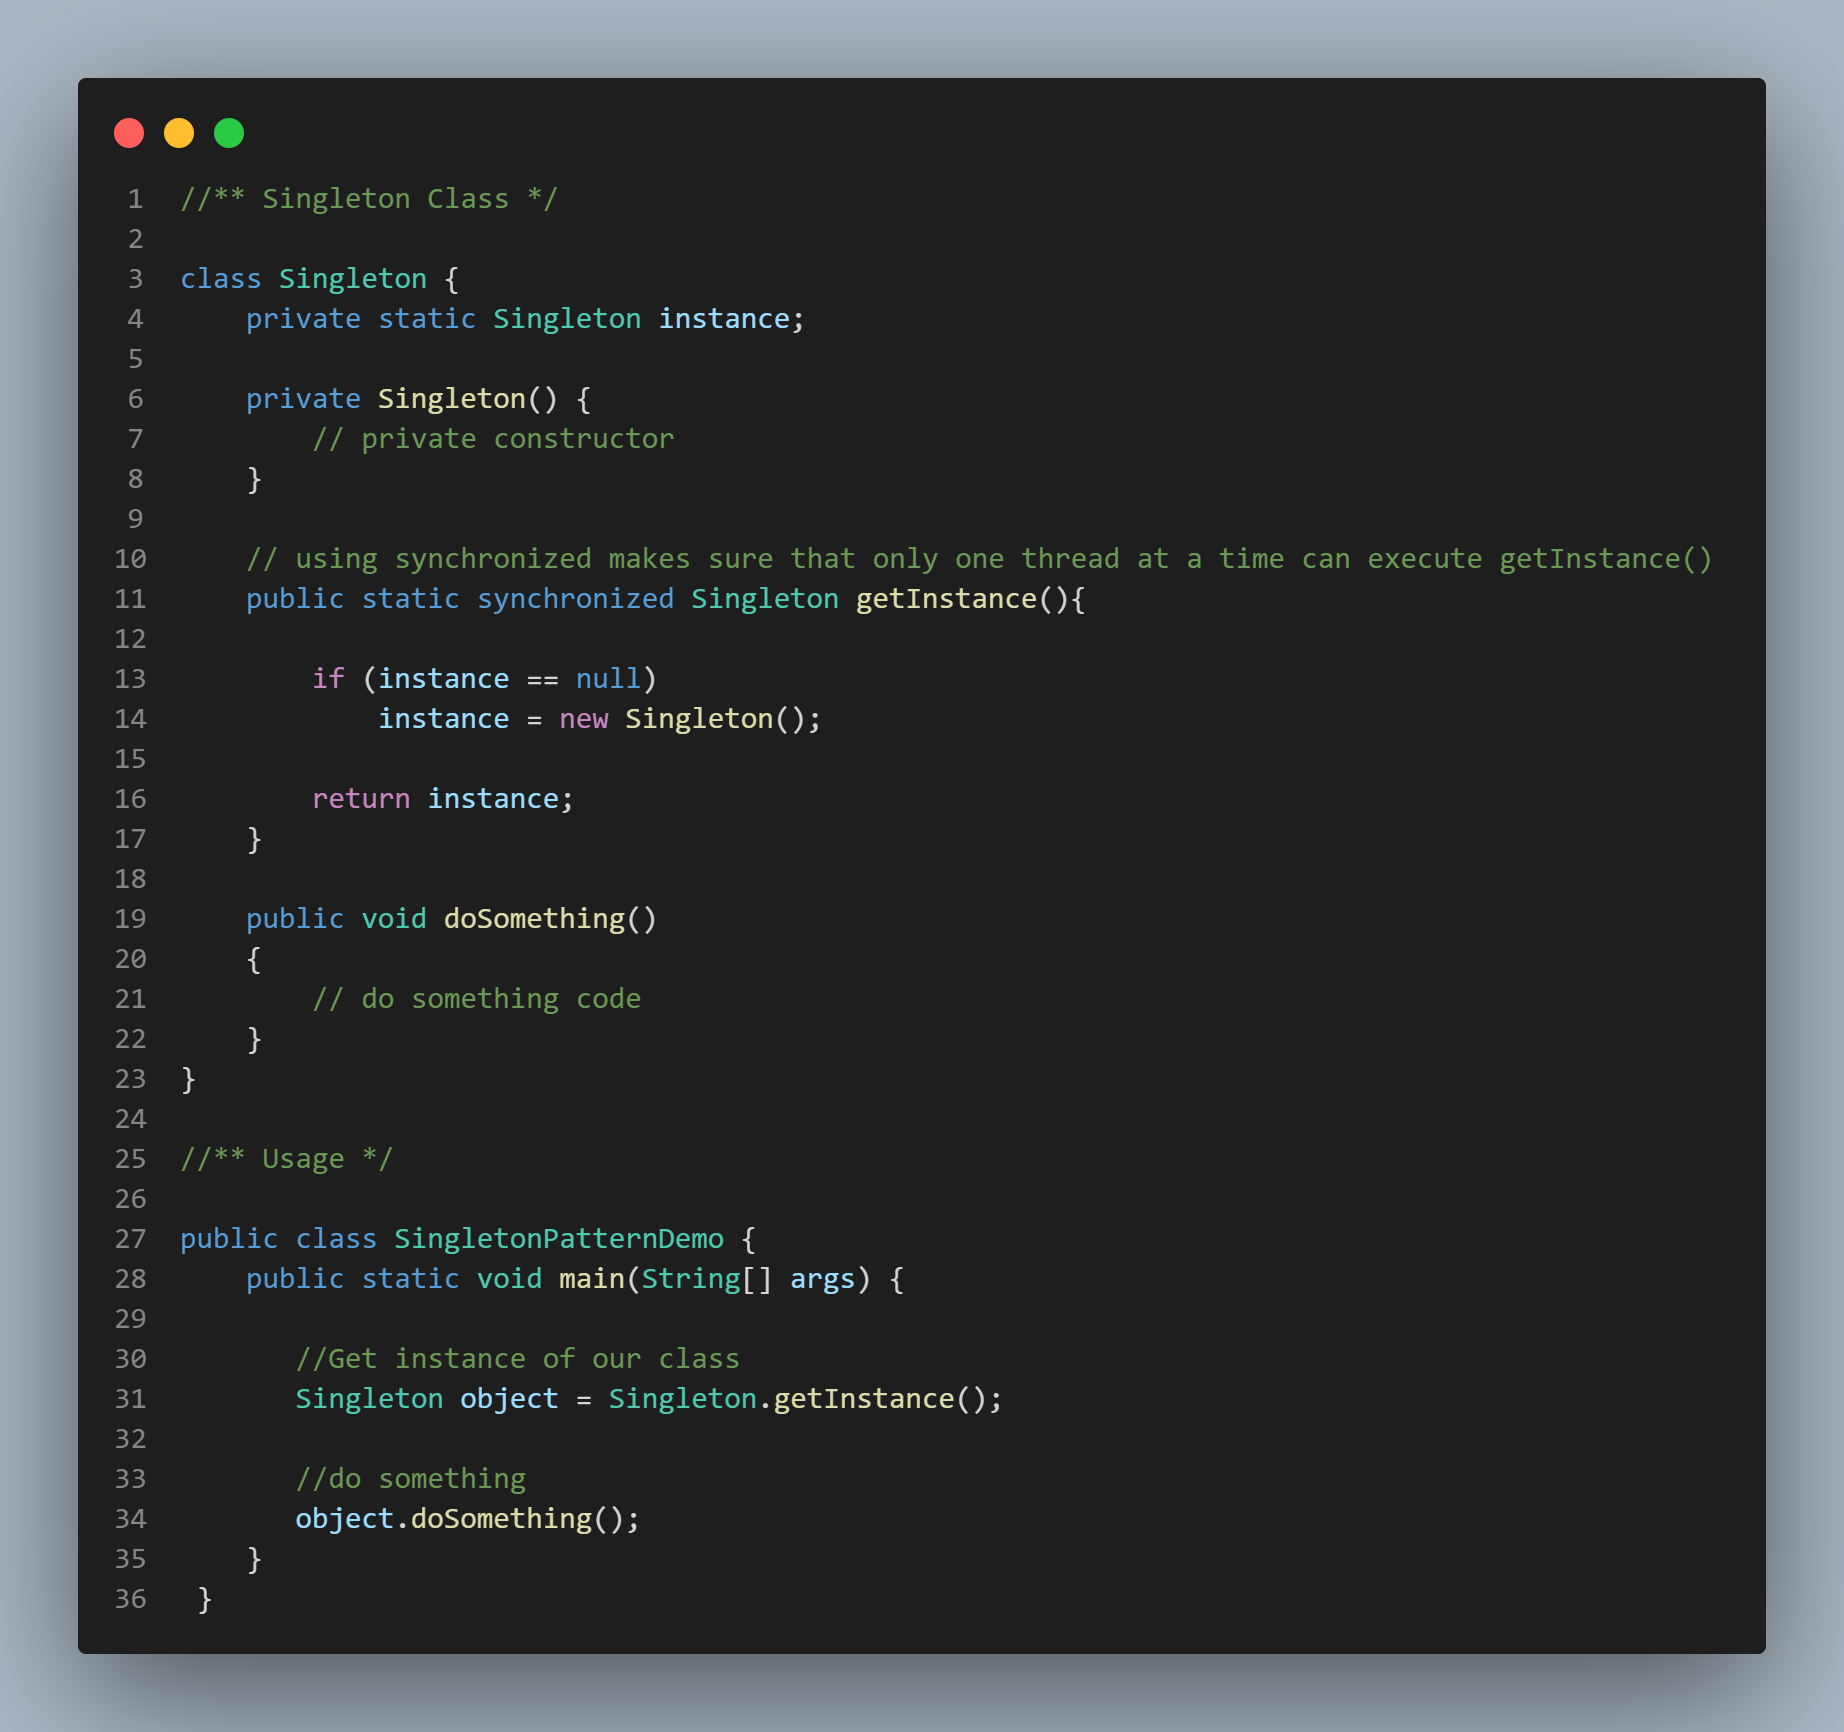 1 //** Singleton Class */
2
3 class Singleton {
4     private static Singleton instance;
5
6     private Singleton() {
7         // private constructor
8     }
9
10     // using synchronized makes sure that only one thread at a time can execute getInstance()
11     public static synchronized Singleton getInstance(){
12
13         if (instance == null)
14             instance = new Singleton();
15
16         return instance;
17     }
18
19     public void doSomething()
20     {
21         // do something code
22     }
23 }
24
25 //** Usage */
26
27 public class SingletonPatternDemo {
28     public static void main(String[] args) {
29
30        //Get instance of our class
31        Singleton object = Singleton.getInstance();
32
33        //do something
34        object.doSomething();
35     }
36  }